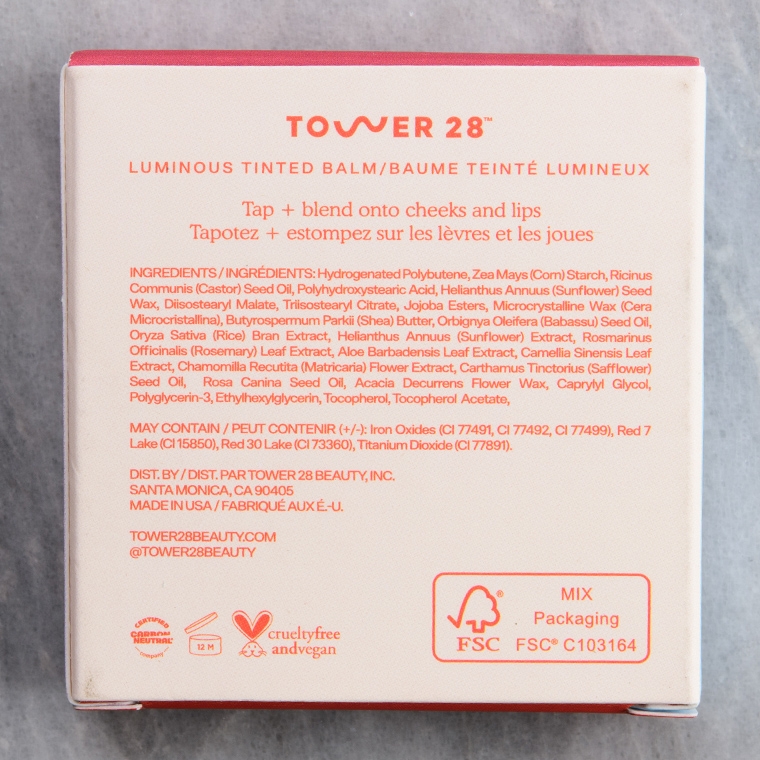 TOWER 28™
LUMINOUS TINTED BALM/BAUME TEINTÉ LUMINEUX
Tap + blend onto cheeks and lips
Tapotez + estompez sur les lèvres et les joues
INGREDIENTS / INGRÉDIENTS: Hydrogenated Polybutene, Zea Mays (Corn) Starch, Ricinus
Communis (Castor) Seed Oil, Polyhydroxystearic Acid, Helianthus Annuus (Sunflower) Seed
Wax, Diisostearyl Malate, Triisostearyl Citrate, Jojoba Esters, Microcrystalline Wax (Cera
Microcristallina), Butyrospermum Parkii (Shea) Butter, Orbignya Oleifera (Babassu) Seed Oil,
Oryza Sativa (Rice) Bran Extract, Helianthus Annuus (Sunflower) Extract, Rosmarinus
Officinalis (Rosemary) Leaf Extract, Aloe Barbadensis Leaf Extract, Camellia Sinensis Leaf
Extract, Chamomilla Recutita (Matricaria) Flower Extract, Carthamus Tinctorius (Safflower)
Seed Oil, Rosa Canina Seed Oil, Acacia Decurrens Flower Wax, Caprylyl Glycol,
Polyglycerin-3, Ethylhexylglycerin, Tocopherol, Tocopherol Acetate,
MAY CONTAIN / PEUT CONTENIR (+/-): Iron Oxides (CI 77491, CI 77492, CI 77499), Red 7
Lake (CI 15850), Red 30 Lake (CI 73360), Titanium Dioxide (CI 77891).
DIST. BY / DIST. PAR TOWER 28 BEAUTY, INC.
SANTA MONICA, CA 90405
MADE IN USA / FABRIQUÉ AUX É.-U.
TOWER28BEAUTY.COM
@TOWER28BEAUTY
CERTIFIED
CARBON
NEUTRAL
company
12 M
crueltyfree
andvegan
FSC
MIX
Packaging
FSC® C103164